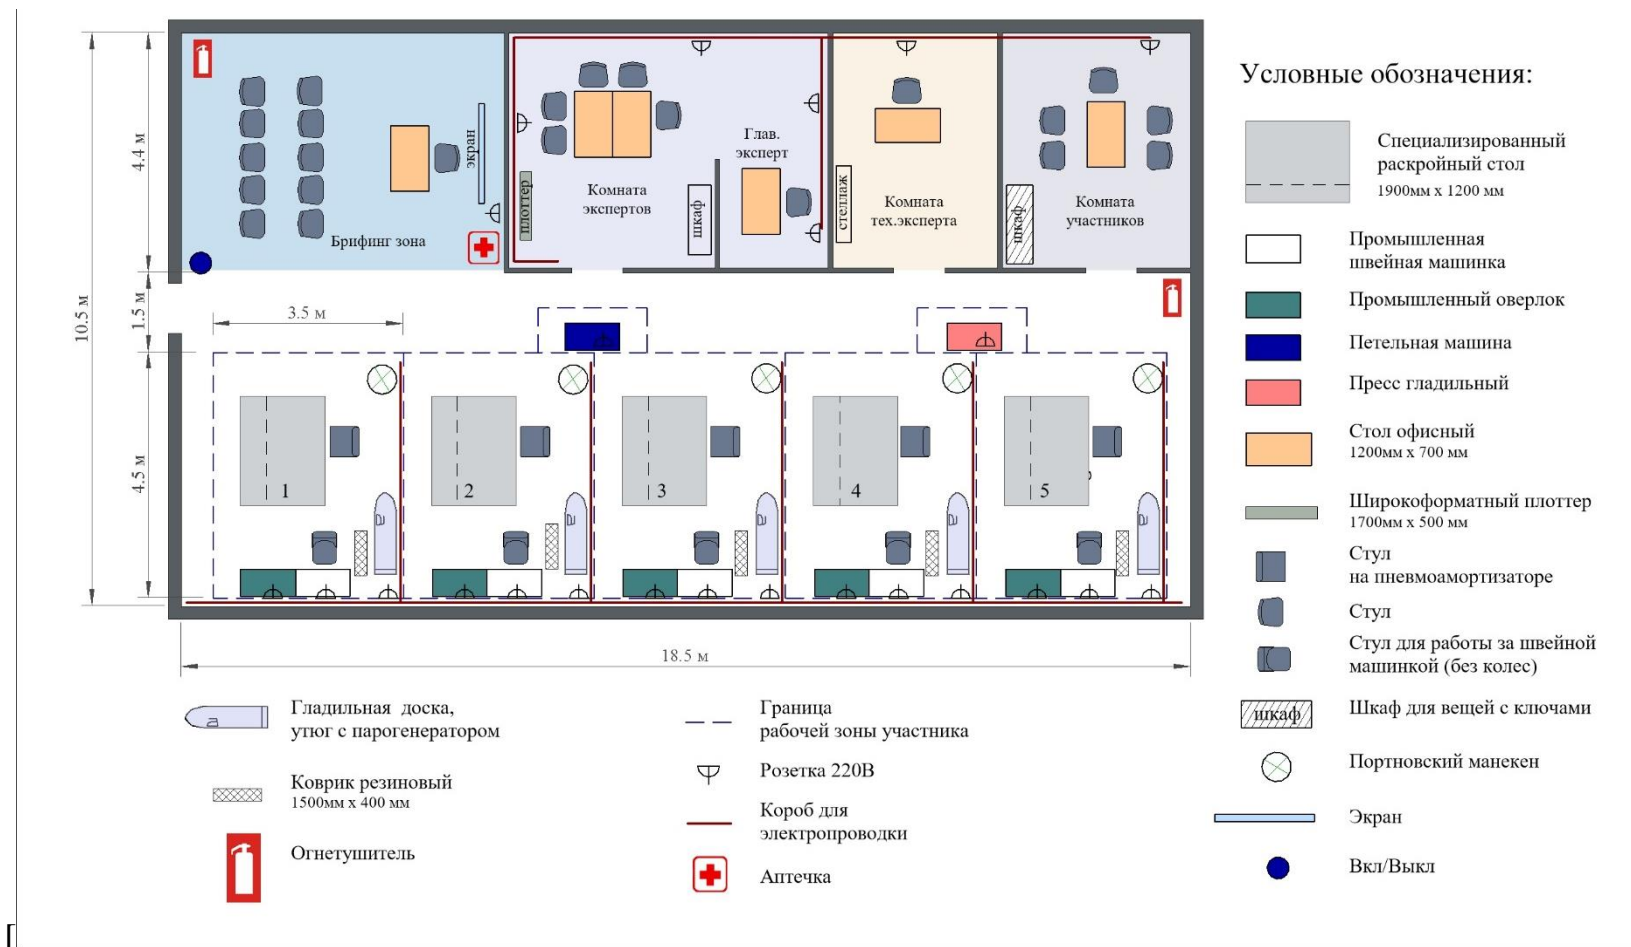 4.4 м
1.5 м
10.5 м
4.5 м
3.5 м
18.5 м
экран
Брифинг зона
плоттер
Комната
экспертов
шкаф
Глав.
эксперт
стеллаж
Комната
тех.эксперта
шкаф
Комната
участников
1
2
3
4
5
Условные обозначения:
Специализированный
раскройный стол
1900мм х 1200 мм
Промышленная
швейная машинка
Промышленный оверлок
Петельная машина
Пресс гладильный
Стол офисный
1200мм х 700 мм
Широкоформатный плоттер
1700мм х 500 мм
Стул
на пневмоамортизаторе
Стул
Стул для работы за швейной
машинкой (без колес)
шкаф
Шкаф для вещей с ключами
Портновский манекен
Экран
Вкл/Выкл
Гладильная доска,
утюг с парогенератором
Коврик резиновый
1500мм х 400 мм
Огнетушитель
Граница
рабочей зоны участника
Розетка 220В
Короб для
электропроводки
Аптечка
[